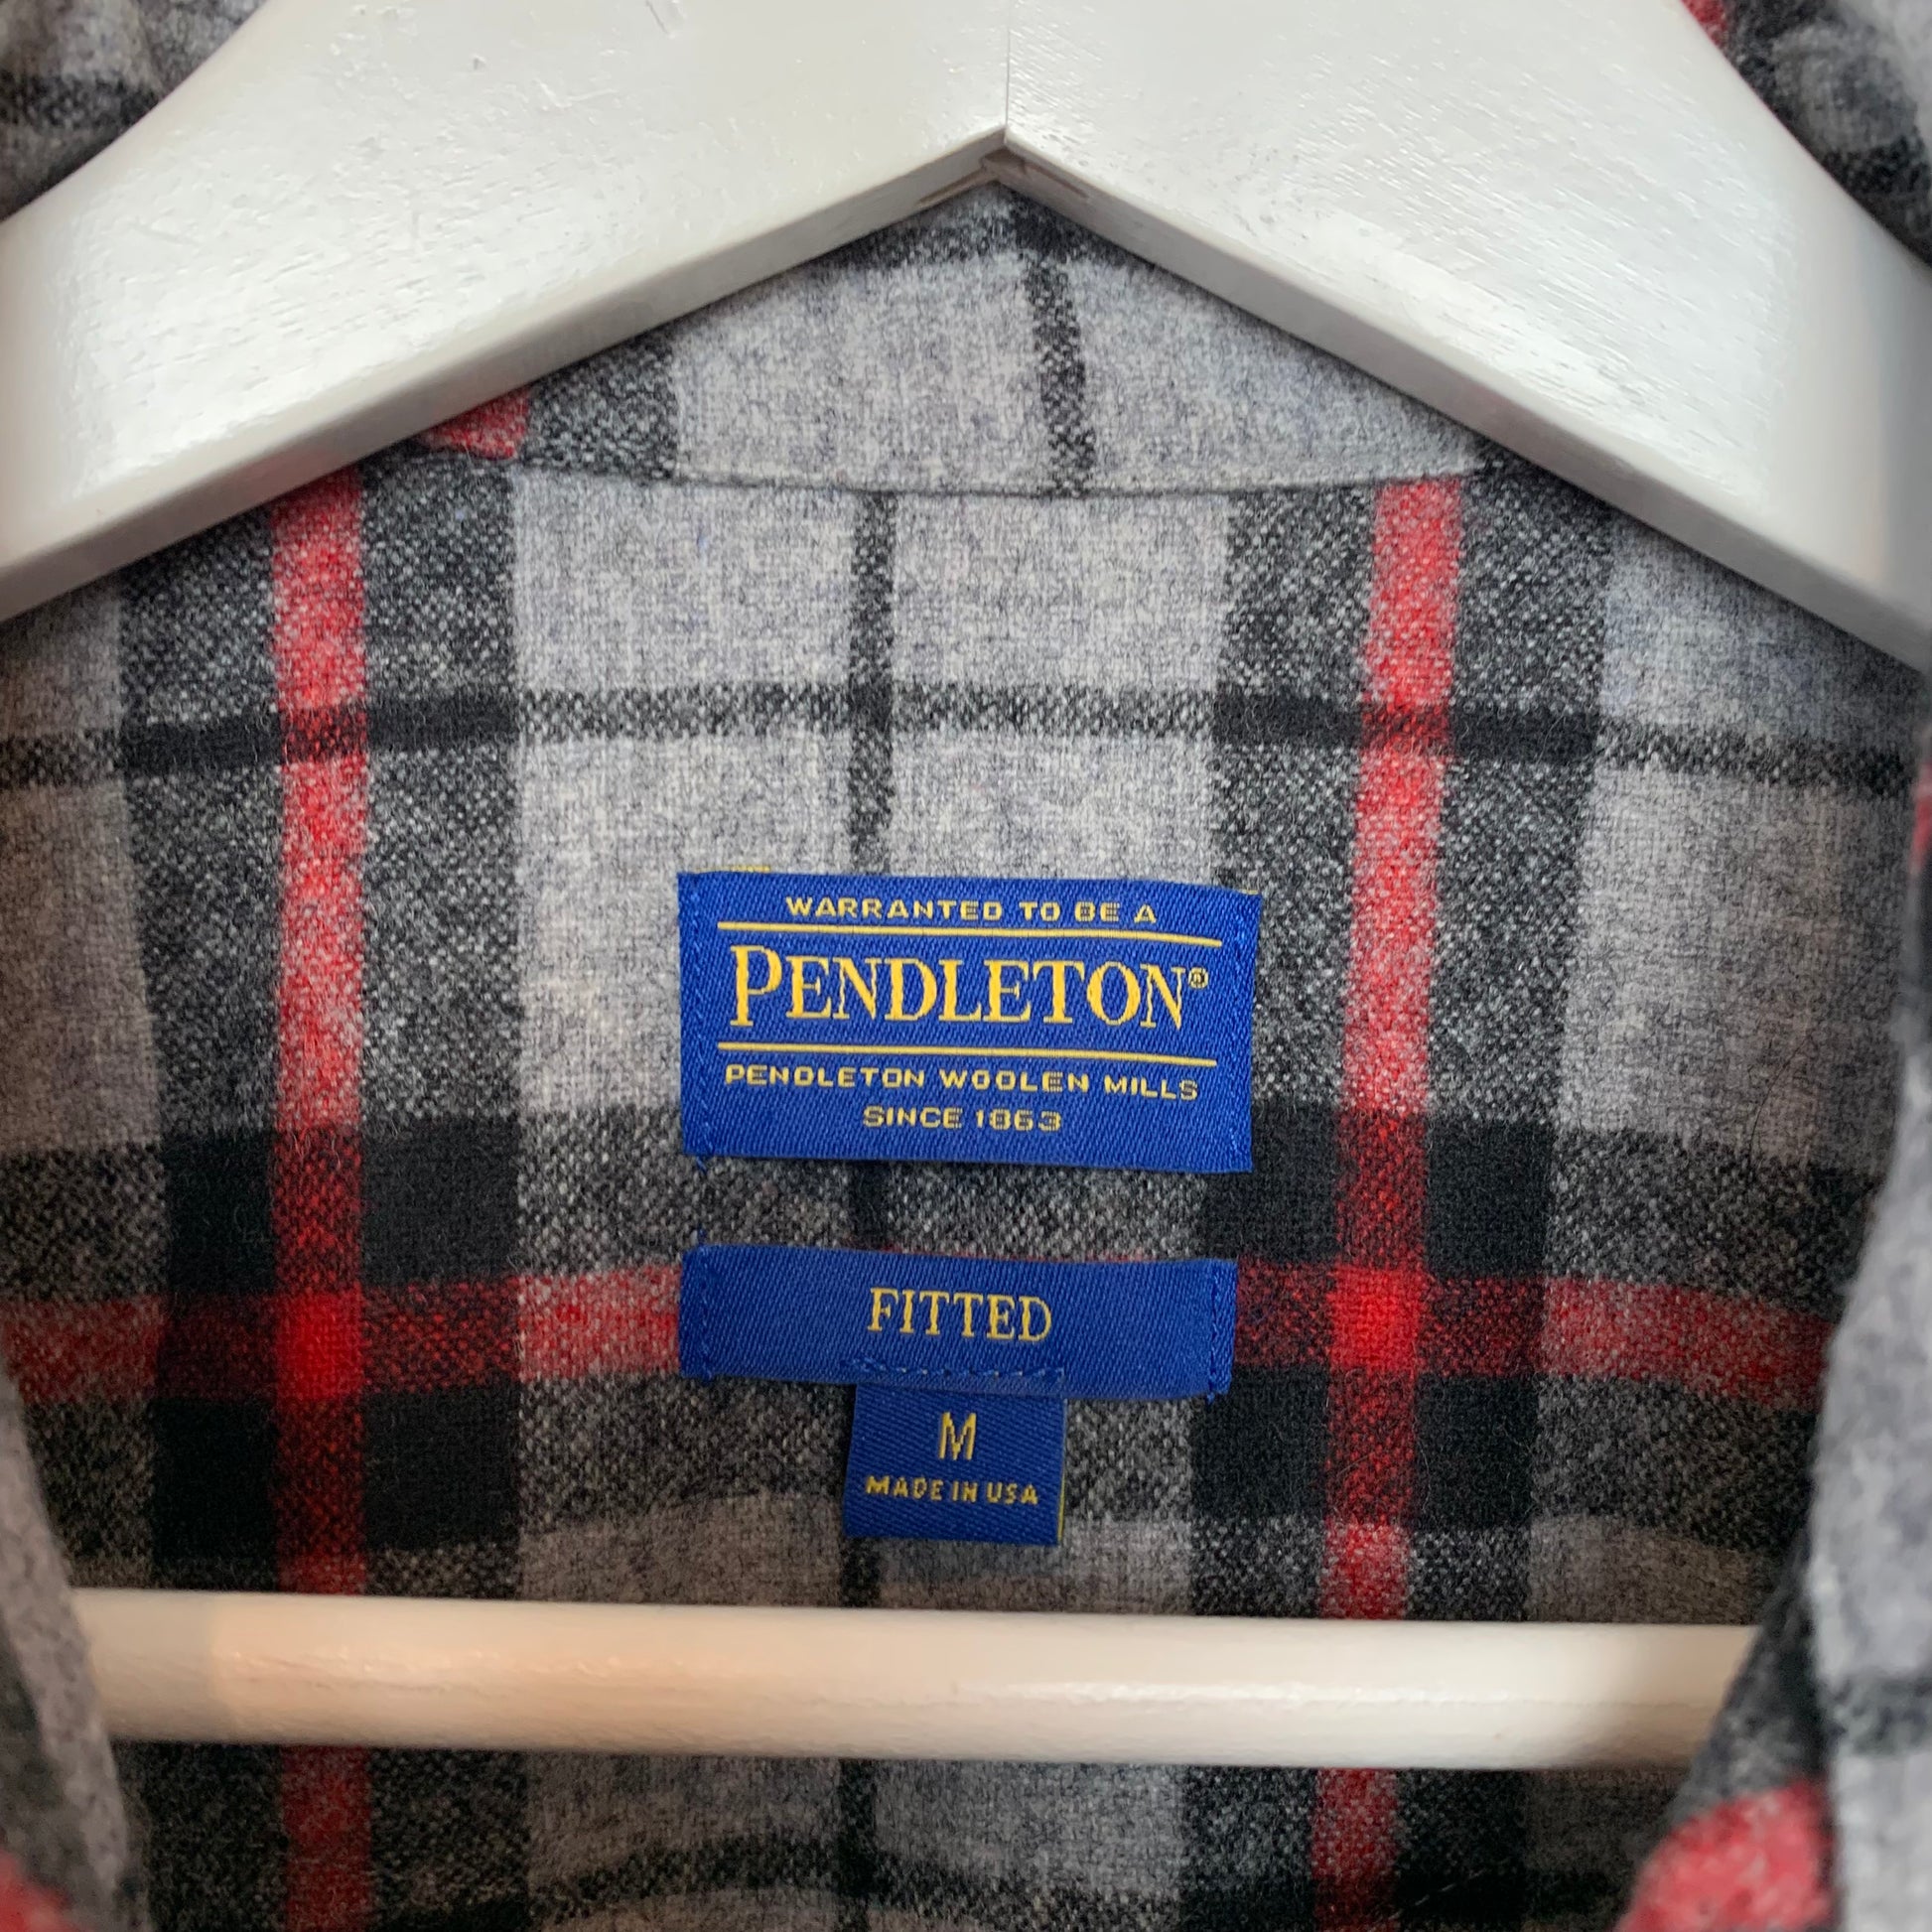 WARRANTED TO BE A
PENDLETON®
PENDLETON WOOLEN MILLS
SINCE 1863
FITTED
M
MADE IN USA